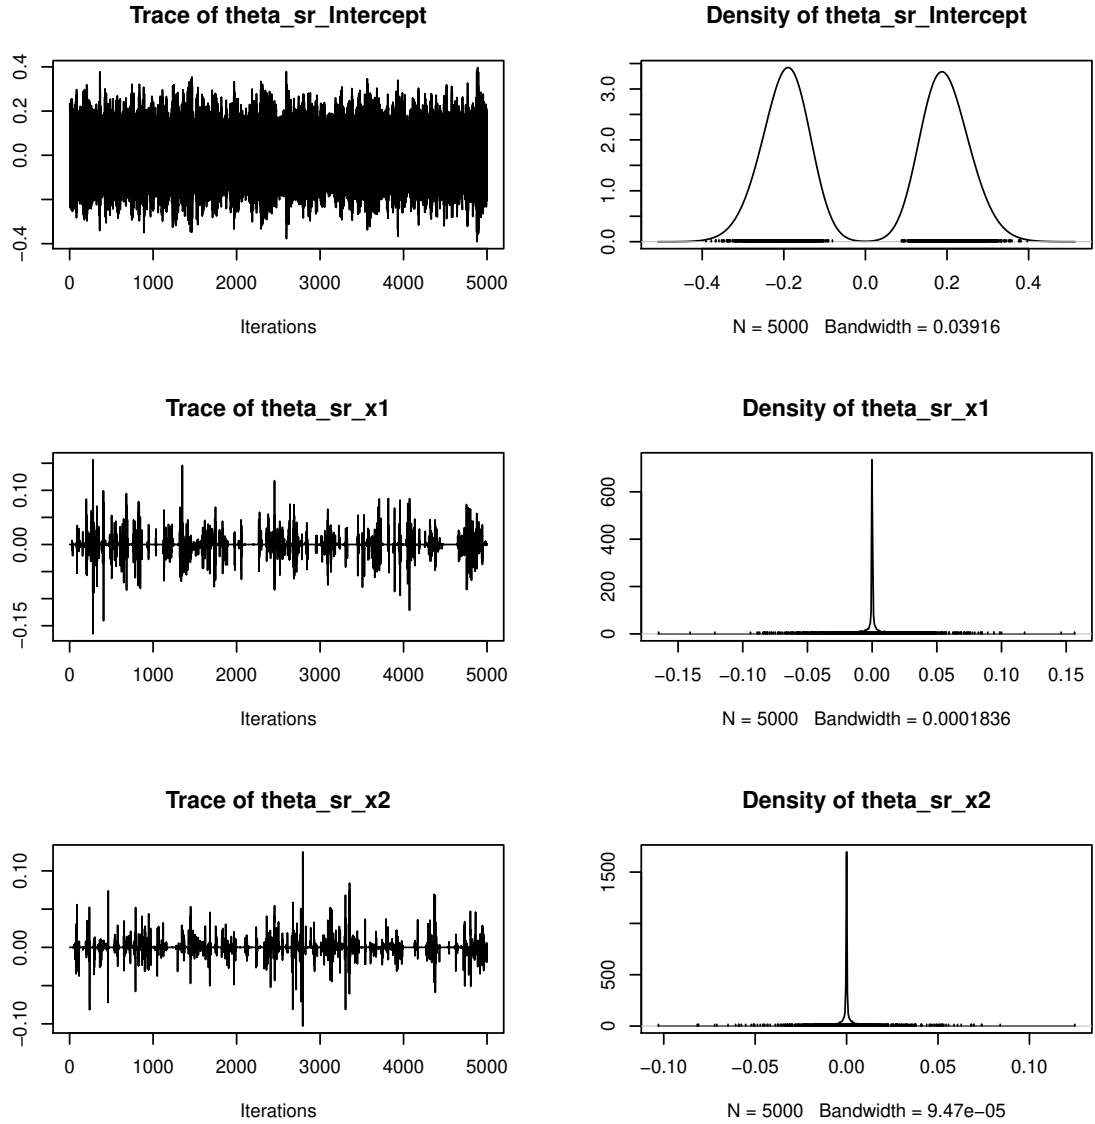 Trace of theta_sr_Intercept
0.4
0.2
0.0
−0.4
0 1000 2000 3000 4000 5000
Iterations
Density of theta_sr_Intercept
3.0
2.0
1.0
0.0
−0.4 −0.2 0.0 0.2 0.4
N = 5000 Bandwidth = 0.03916
Trace of theta_sr_x1
0.10
0.00
−0.15
0 1000 2000 3000 4000 5000
Iterations
Density of theta_sr_x1
600
400
200
0
−0.15 −0.10 −0.05 0.00 0.05 0.10 0.15
N = 5000 Bandwidth = 0.0001836
Trace of theta_sr_x2
0.10
0.00
−0.10
0 1000 2000 3000 4000 5000
Iterations
Density of theta_sr_x2
1500
500
0
−0.10 −0.05 0.00 0.05 0.10
N = 5000 Bandwidth = 9.47e−05